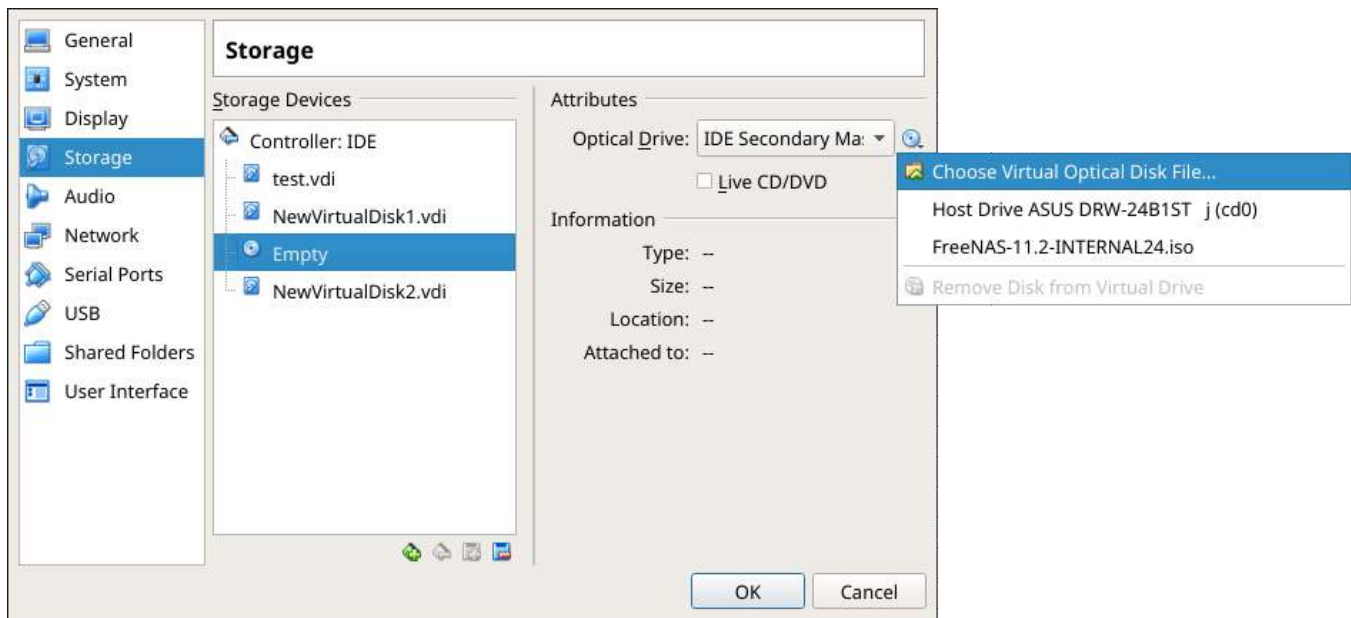 General
System
Display
Storage
Audio
Network
Serial Ports
USB
Shared Folders
User Interface
Storage
Storage Devices
Controller: IDE
test.vdi
NewVirtualDisk1.vdi
Empty
NewVirtualDisk2.vdi
Attributes
Optical Drive: IDE Secondary Ma:
Live CD/DVD
Information
Type: --
Size: --
Location: --
Attached to: --
Choose Virtual Optical Disk File...
Host Drive ASUS DRW-24B1ST j (cd0)
FreeNAS-11.2-INTERNAL24.iso
Remove Disk from Virtual Drive
OK Cancel